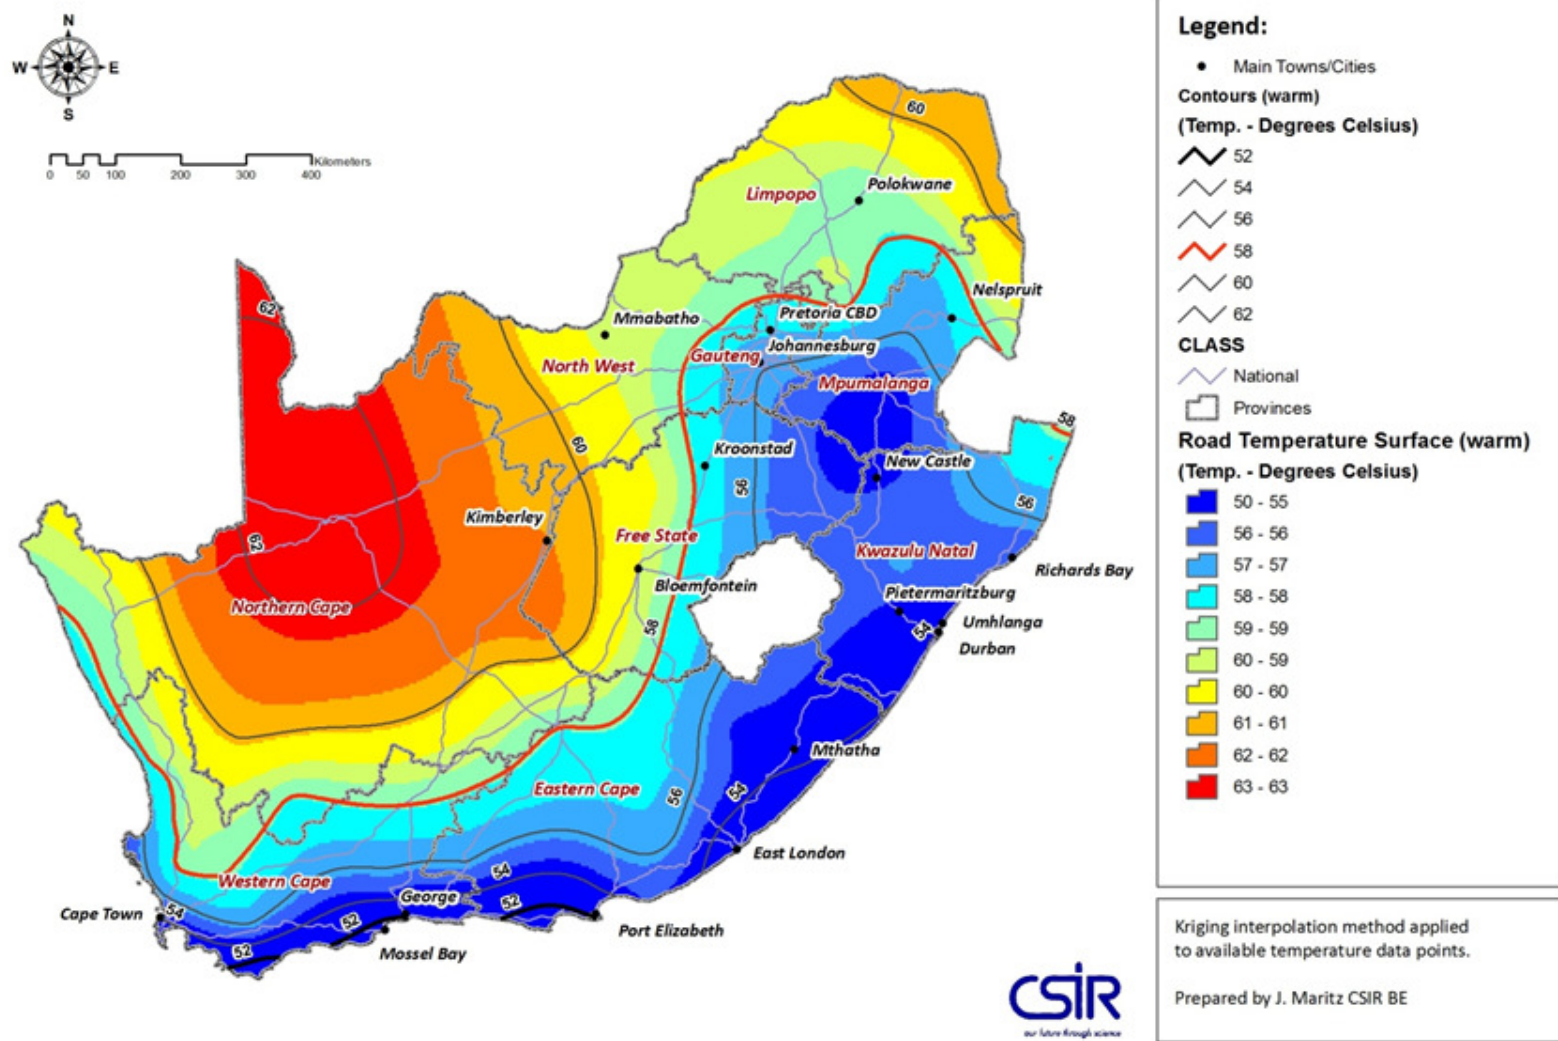 N
W
E
S
Kilometers
0 50 100 200 300 400
60
Limpopo
Polokwane
62
Nelspruit
Mmabatho
Pretoria CBD
Johannesburg
North West
Gauteng
Mpumalanga
60
58
Kroonstad
New Castle
56
56
Kimberley
62
Free State
Kwazulu Natal
Richards Bay
Bloemfontein
Pietermaritzburg
Northern Cape
58
54
Umhlanga
Durban
Mthatha
Eastern Cape
56
54
East London
Western Cape
54
George
Cape Town
54
52
52
Port Elizabeth
52
Mossel Bay
CSIR
our future through science
Legend:
Main Towns/Cities
Contours (warm)
(Temp. - Degrees Celsius)
52
54
56
58
60
62
CLASS
National
Provinces
Road Temperature Surface (warm)
(Temp. - Degrees Celsius)
50 - 55
56 - 56
57 - 57
58 - 58
59 - 59
60 - 59
60 - 60
61 - 61
62 - 62
63 - 63
Kriging interpolation method applied
to available temperature data points.
Prepared by J. Maritz CSIR BE